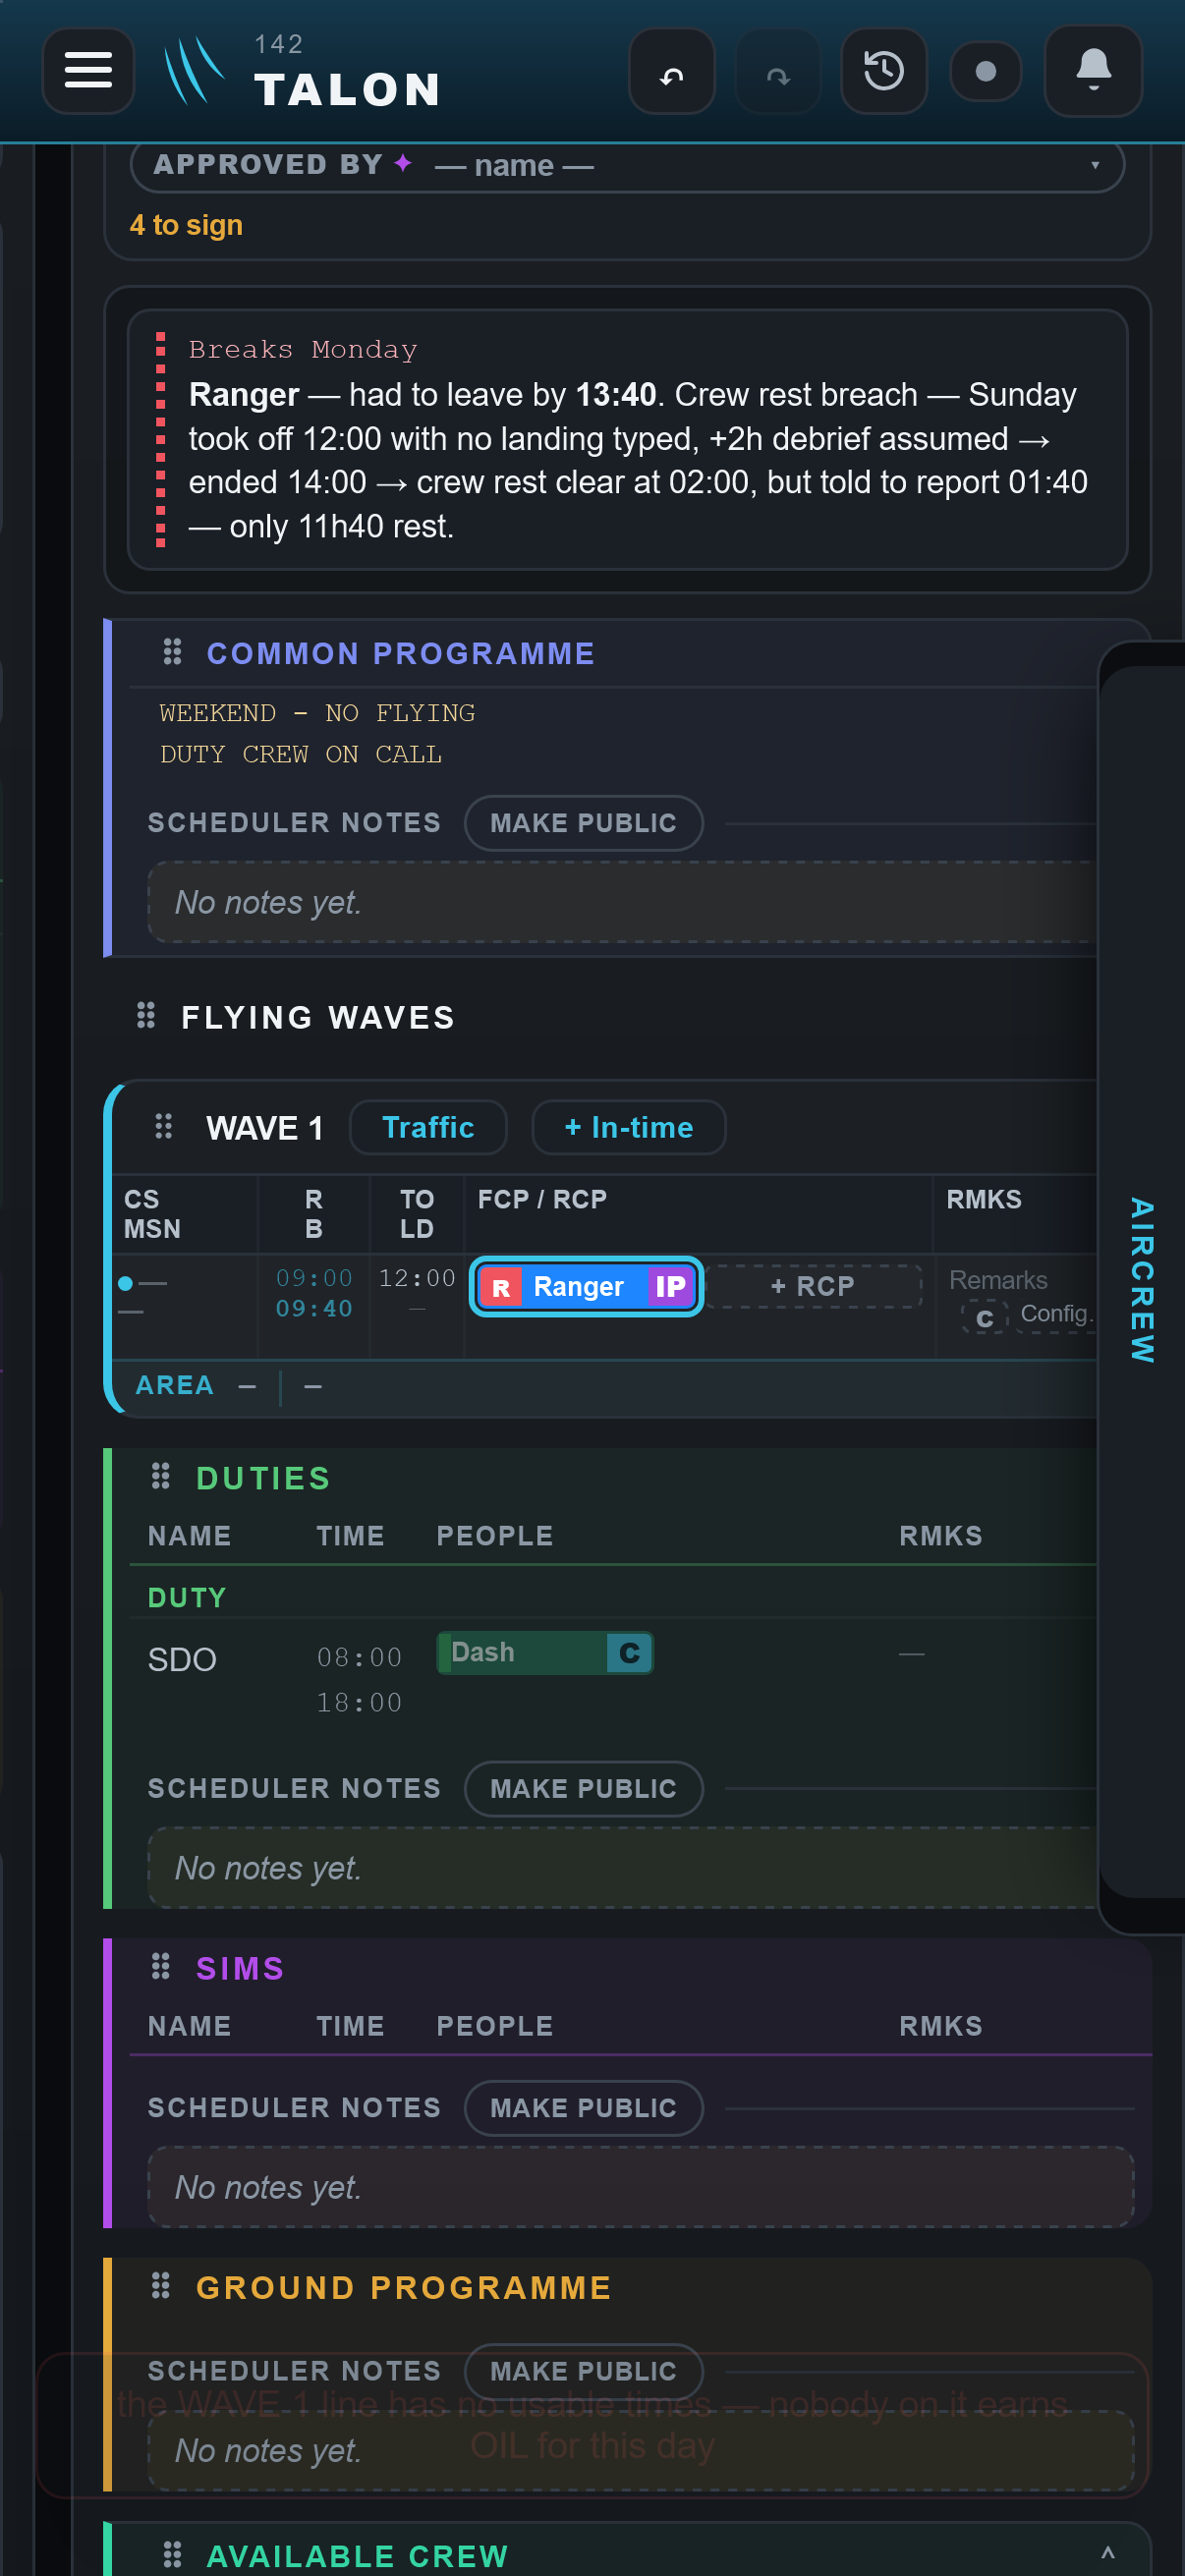 142
TALON
APPROVED BY ✦ — name —
4 to sign
Breaks Monday
Ranger — had to leave by 13:40. Crew rest breach — Sunday
took off 12:00 with no landing typed, +2h debrief assumed →
ended 14:00 → crew rest clear at 02:00, but told to report 01:40
— only 11h40 rest.
COMMON PROGRAMME
WEEKEND – NO FLYING
DUTY CREW ON CALL
SCHEDULER NOTES MAKE PUBLIC
No notes yet.
FLYING WAVES
WAVE 1 Traffic + In-time
CS R TO FCP / RCP RMKS
MSN B LD
— 09:00 12:00 R Ranger IP + RCP Remarks
— 09:40 — C Config.
AREA – –
AIRCREW
DUTIES
NAME TIME PEOPLE RMKS
DUTY
SDO 08:00 Dash C —
18:00
SCHEDULER NOTES MAKE PUBLIC
No notes yet.
SIMS
NAME TIME PEOPLE RMKS
SCHEDULER NOTES MAKE PUBLIC
No notes yet.
GROUND PROGRAMME
SCHEDULER NOTES MAKE PUBLIC
the WAVE 1 line has no usable times — nobody on it earns
OIL for this day
No notes yet.
AVAILABLE CREW